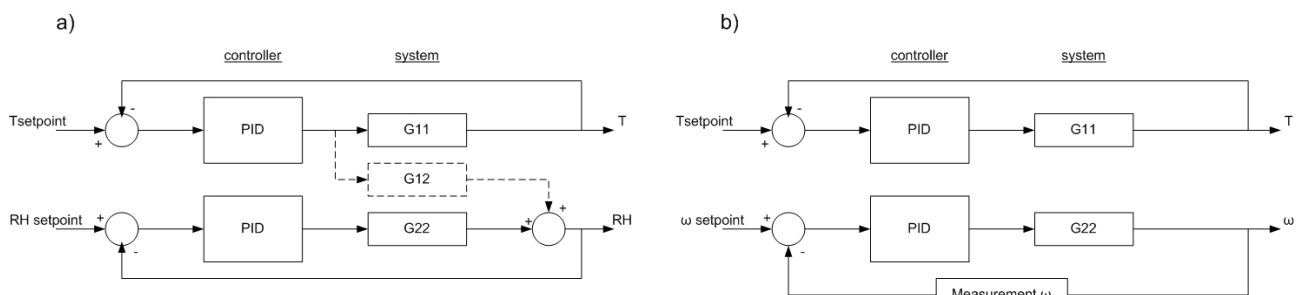 a)
controller system
-
Tsetpoint + PID G11 T
G12
+
RH setpoint + PID G22 + RH
-
b)
controller system
-
Tsetpoint + PID G11 T
ω setpoint + PID G22 ω
-
Measurement ω